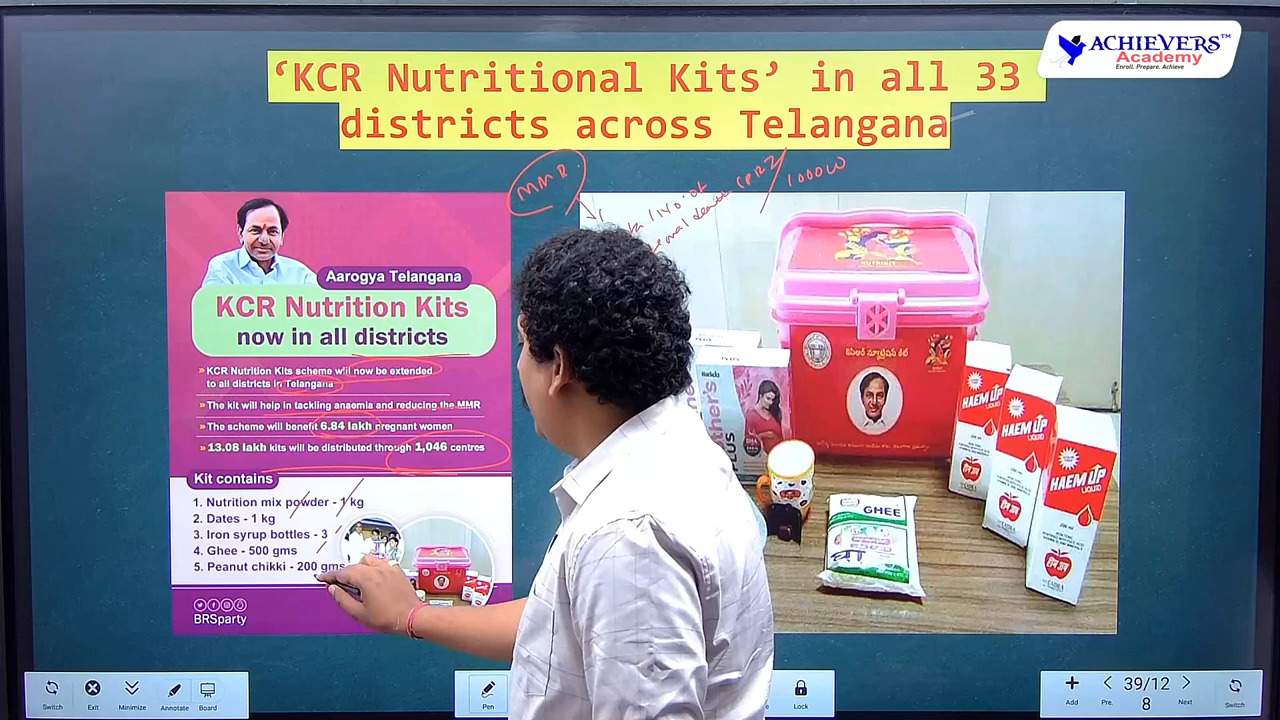 ACHIEVERS™
Academy
Enroll. Prepare. Achieve
‘KCR Nutritional Kits’ in all 33
districts across Telangana
MMR
1000W
Aarogya Telangana
KCR Nutrition Kits
now in all districts
» KCR Nutrition Kits scheme will now be extended
to all districts in Telangana
» The kit will help in tackling anaemia and reducing the MMR
» The scheme will benefit 6.84 lakh pregnant women
» 13.08 lakh kits will be distributed through 1,046 centres
Kit contains
1. Nutrition mix powder - 1 kg
2. Dates - 1 kg
3. Iron syrup bottles - 3
4. Ghee - 500 gms
5. Peanut chikki - 200 gms
BRSparty
NUTRIKIT
కెసిఆర్ న్యూట్రిషన్ కిట్
Horlicks
mother's
PLUS
GHEE
HAEM UP
LIQUID
HAEM UP
LIQUID
HAEM UP
LIQUID
Switch
Exit
Minimize
Annotate
Board
Pen
Add
Pre.
39/12
8
Next
Switch